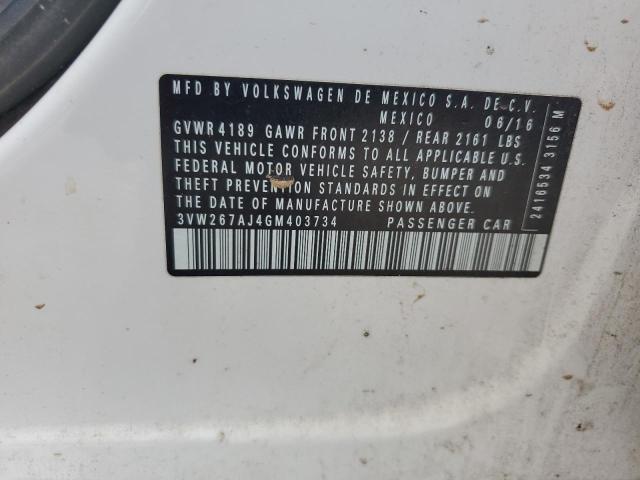 MFD BY VOLKSWAGEN DE MEXICO S.A. DE C.V.
MEXICO 06/16
GVWR 4189 GAWR FRONT 2138 / REAR 2161 LBS
THIS VEHICLE CONFORMS TO ALL APPLICABLE U.S.
FEDERAL MOTOR VEHICLE SAFETY, BUMPER AND
THEFT PREVENTION STANDARDS IN EFFECT ON
THE DATE OF MANUFACTURE SHOWN ABOVE.
3VW267AJ4GM403734 PASSENGER CAR
2416534 3156 M